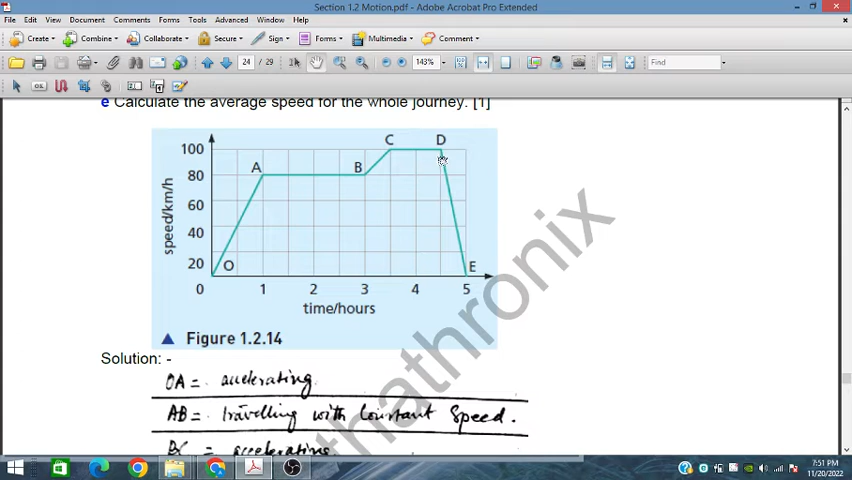 Section 1.2 Motion.pdf - Adobe Acrobat Pro Extended
File Edit View Document Comments Forms Tools Advanced Window Help
Create Combine Collaborate Secure Sign Forms Multimedia Comment
24 / 29 143% Find
e Calculate the average speed for the whole journey. [1]
100
80
60
40
20
0
speed/km/h
O
A
B
C
D
E
1 2 3 4 5
time/hours
Figure 1.2.14
Solution: -
OA = . accelerating.
AB = . travelling with Constant Speed.
BC = accelerating
thathronix
7:51 PM
11/20/2022